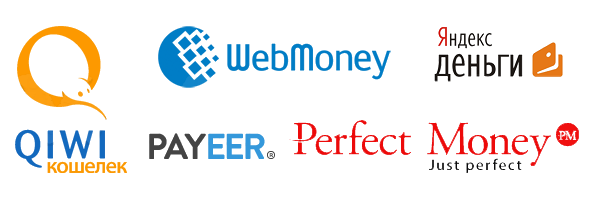 QIWI
кошелек
WebMoney
Яндекс
деньги
PAYEER®
Perfect Money PM
Just perfect